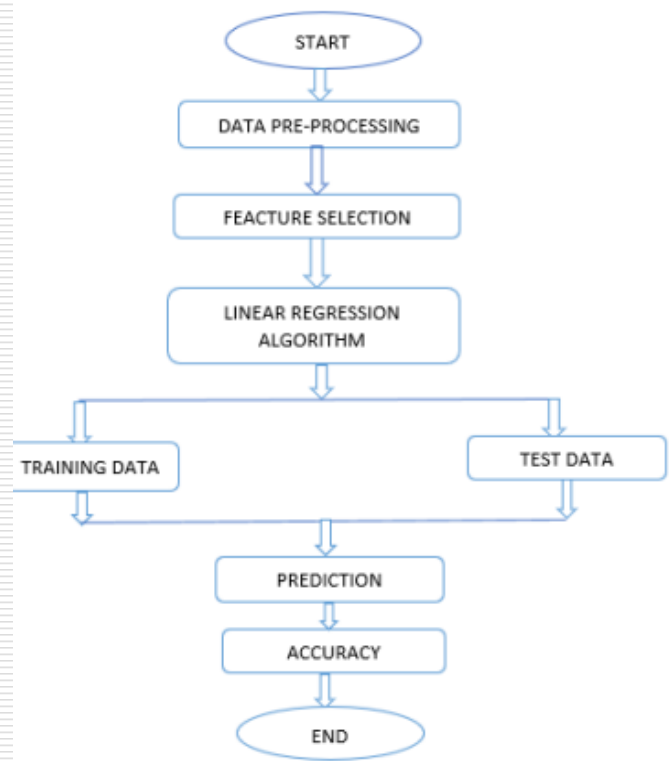 START
DATA PRE-PROCESSING
FEACTURE SELECTION
LINEAR REGRESSION
ALGORITHM
TRAINING DATA
TEST DATA
PREDICTION
ACCURACY
END